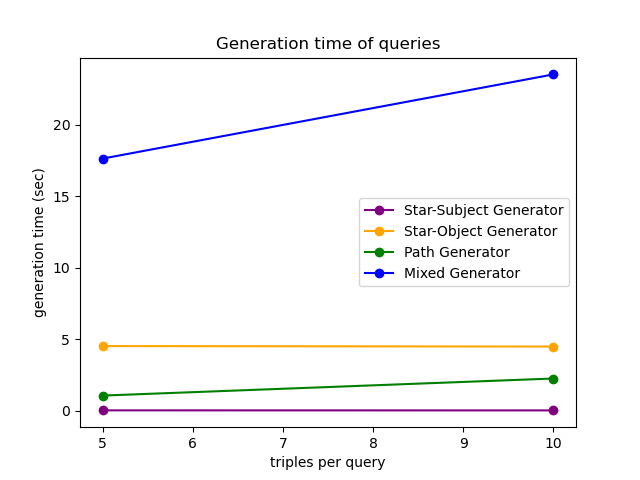 Generation time of queries
generation time (sec)
20
15
10
5
0
Star-Subject Generator
Star-Object Generator
Path Generator
Mixed Generator
5 6 7 8 9 10
triples per query